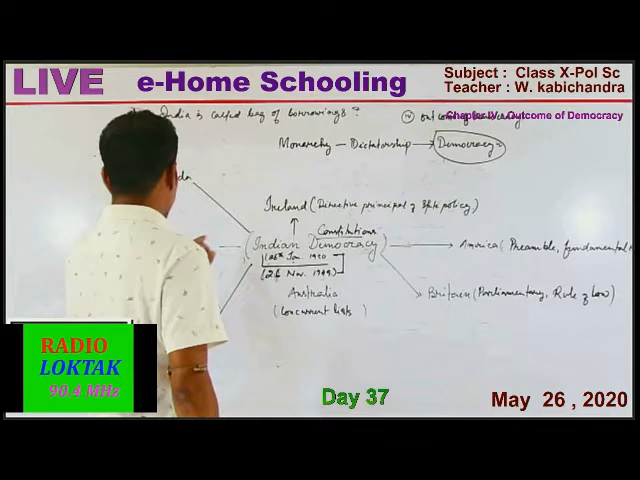 LIVE
e-Home Schooling
Subject : Class X-Pol Sc
Teacher : W. kabichandra
India is called bag of borrowings ?
Chapter IV : Outcome of Democracy
Monarchy — Dictatorship → Democracy
Ireland (Directive principal of State policy)
Constitutions
(Indian Democracy)
America (Preamble, fundamental
(26th Jan. 1950
(26 Nov. 1949)
Australia
(Concurrent lists)
Britain (Parliamentary, Rule of Law)
RADIO
LOKTAK
90.4 MHz
Day 37
May 26 , 2020